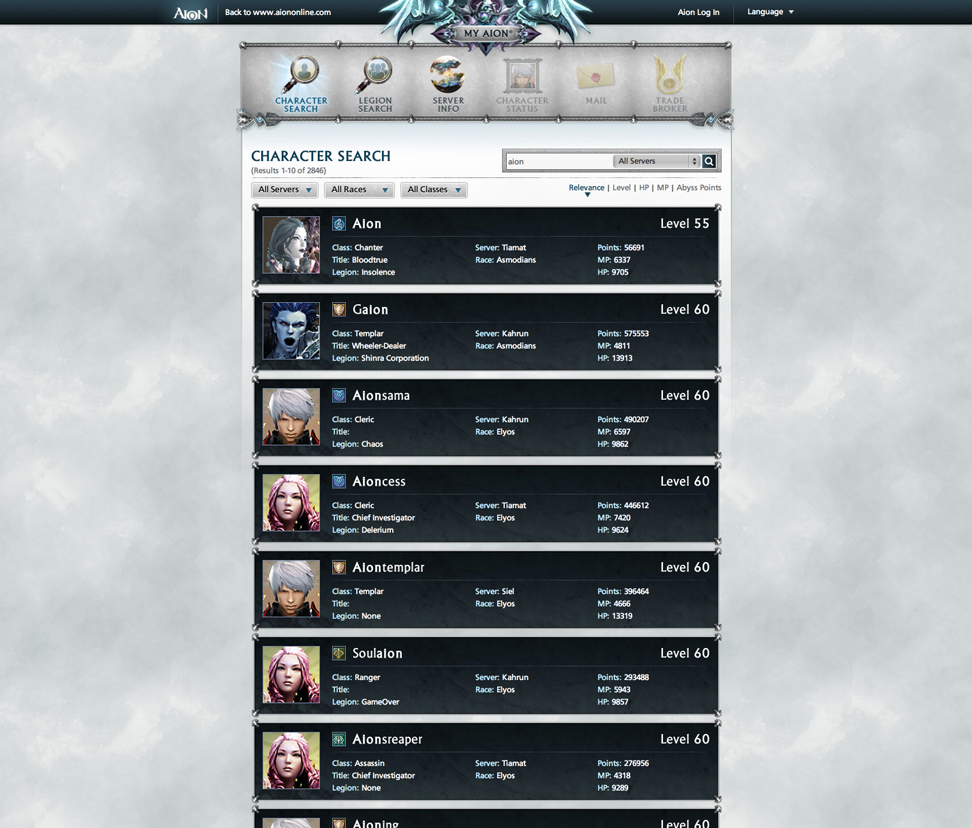 AION
Back to www.aiononline.com
MY AION
Aion Log In
Language
CHARACTER SEARCH
LEGION SEARCH
SERVER INFO
CHARACTER STATUS
MAIL
TRADE BROKER
CHARACTER SEARCH
(Results 1-10 of 2846)
aion
All Servers
All Servers
All Races
All Classes
Relevance | Level | HP | MP | Abyss Points
Aion
Level 55
Class: Chanter
Server: Tiamat
Points: 56691
Title: Bloodtrue
Race: Asmodians
MP: 6337
Legion: Insolence
HP: 9705
Gaion
Level 60
Class: Templar
Server: Kahrun
Points: 575553
Title: Wheeler-Dealer
Race: Asmodians
MP: 4811
Legion: Shinra Corporation
HP: 13913
Aionsama
Level 60
Class: Cleric
Server: Kahrun
Points: 490207
Title:
Race: Elyos
MP: 6597
Legion: Chaos
HP: 9862
Aioncess
Level 60
Class: Cleric
Server: Tiamat
Points: 446612
Title: Chief Investigator
Race: Elyos
MP: 7420
Legion: Delerium
HP: 9624
Aiontemplar
Level 60
Class: Templar
Server: Siel
Points: 396464
Title:
Race: Elyos
MP: 4666
Legion: None
HP: 13319
Soulaion
Level 60
Class: Ranger
Server: Kahrun
Points: 293488
Title:
Race: Elyos
MP: 5943
Legion: GameOver
HP: 9857
Aionsreaper
Level 60
Class: Assassin
Server: Tiamat
Points: 276956
Title: Chief Investigator
Race: Elyos
MP: 4318
Legion: None
HP: 9289
Aioning
Level 60